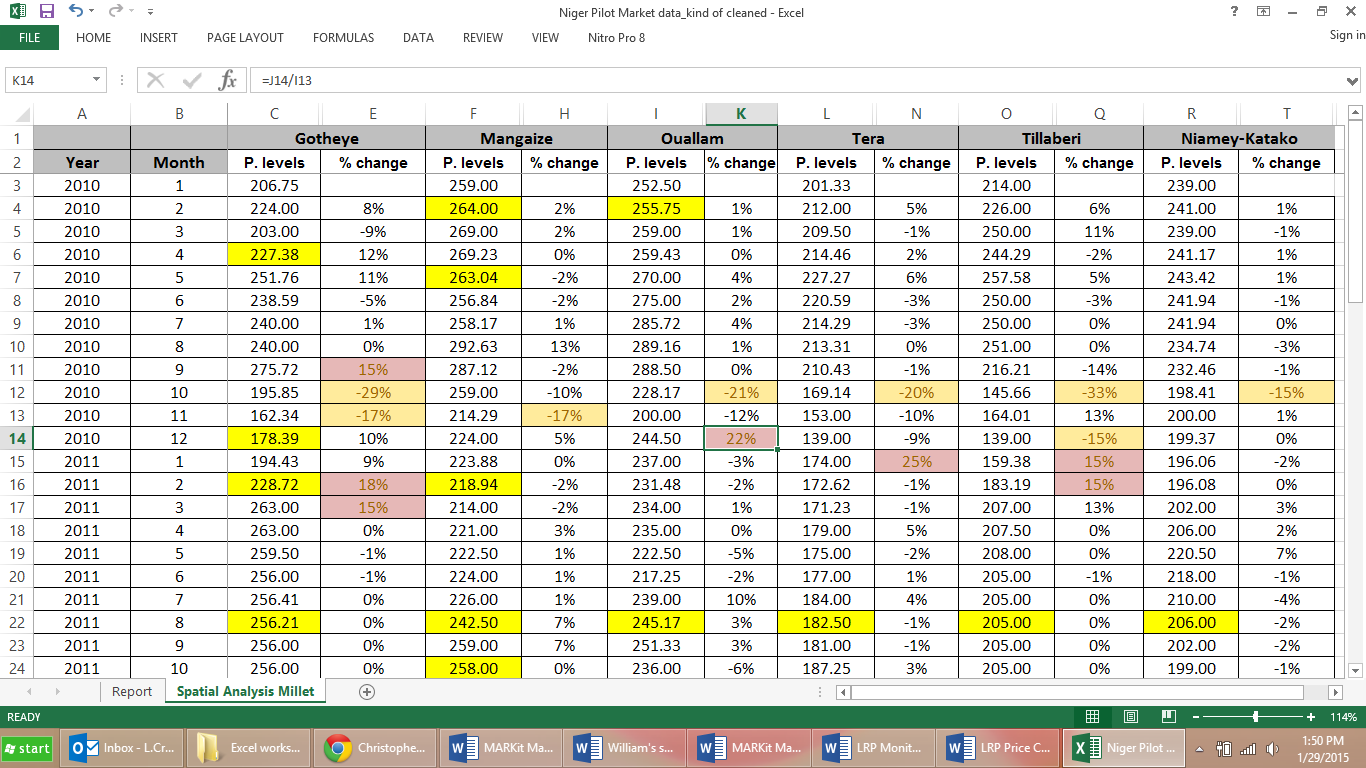 Niger Pilot Market data_kind of cleaned - Excel
FILE HOME INSERT PAGE LAYOUT FORMULAS DATA REVIEW VIEW Nitro Pro 8 Sign in
K14 fx =J14/I13
A B C E F H I K L N O Q R T
1 Gotheye Mangaize Ouallam Tera Tillaberi Niamey-Katako
2 Year Month P. levels % change P. levels % change P. levels % change P. levels % change P. levels % change P. levels % change
3 2010 1 206.75 259.00 252.50 201.33 214.00 239.00
4 2010 2 224.00 8% 264.00 2% 255.75 1% 212.00 5% 226.00 6% 241.00 1%
5 2010 3 203.00 -9% 269.00 2% 259.00 1% 209.50 -1% 250.00 11% 239.00 -1%
6 2010 4 227.38 12% 269.23 0% 259.43 0% 214.46 2% 244.29 -2% 241.17 1%
7 2010 5 251.76 11% 263.04 -2% 270.00 4% 227.27 6% 257.58 5% 243.42 1%
8 2010 6 238.59 -5% 256.84 -2% 275.00 2% 220.59 -3% 250.00 -3% 241.94 -1%
9 2010 7 240.00 1% 258.17 1% 285.72 4% 214.29 -3% 250.00 0% 241.94 0%
10 2010 8 240.00 0% 292.63 13% 289.16 1% 213.31 0% 251.00 0% 234.74 -3%
11 2010 9 275.72 15% 287.12 -2% 288.50 0% 210.43 -1% 216.21 -14% 232.46 -1%
12 2010 10 195.85 -29% 259.00 -10% 228.17 -21% 169.14 -20% 145.66 -33% 198.41 -15%
13 2010 11 162.34 -17% 214.29 -17% 200.00 -12% 153.00 -10% 164.01 13% 200.00 1%
14 2010 12 178.39 10% 224.00 5% 244.50 22% 139.00 -9% 139.00 -15% 199.37 0%
15 2011 1 194.43 9% 223.88 0% 237.00 -3% 174.00 25% 159.38 15% 196.06 -2%
16 2011 2 228.72 18% 218.94 -2% 231.48 -2% 172.62 -1% 183.19 15% 196.08 0%
17 2011 3 263.00 15% 214.00 -2% 234.00 1% 171.23 -1% 207.00 13% 202.00 3%
18 2011 4 263.00 0% 221.00 3% 235.00 0% 179.00 5% 207.50 0% 206.00 2%
19 2011 5 259.50 -1% 222.50 1% 222.50 -5% 175.00 -2% 208.00 0% 220.50 7%
20 2011 6 256.00 -1% 224.00 1% 217.25 -2% 177.00 1% 205.00 -1% 218.00 -1%
21 2011 7 256.41 0% 226.00 1% 239.00 10% 184.00 4% 205.00 0% 210.00 -4%
22 2011 8 256.21 0% 242.50 7% 245.17 3% 182.50 -1% 205.00 0% 206.00 -2%
23 2011 9 256.00 0% 259.00 7% 251.33 3% 181.00 -1% 205.00 0% 202.00 -2%
24 2011 10 256.00 0% 258.00 0% 236.00 -6% 187.25 3% 205.00 0% 199.00 -1%
Report Spatial Analysis Millet
READY 114%
start Inbox - L.Cr... Excel works... Christophe... MARKit Ma... William's s... MARKit Ma... LRP Monit... LRP Price C... Niger Pilot ... 1:50 PM
1/29/2015